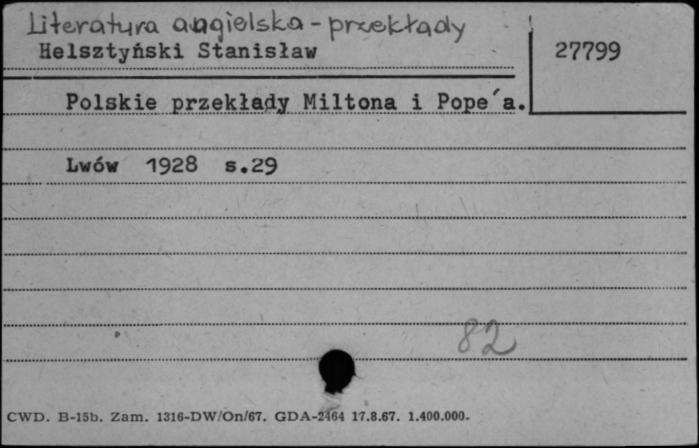 Literatura angielska - przekłady
Helsztyński Stanisław
27799
Polskie przekłady Miltona i Pope´a.
Lwów 1928 s.29
82
CWD. B-15b. Zam. 1316-DW/On/67. GDA-2464 17.8.67. 1.400.000.